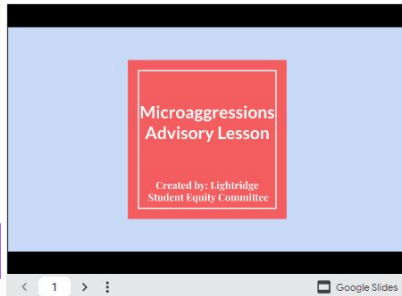 Microaggressions
Advisory Lesson
Created by: Lightridge
Student Equity Committee
1
Google Slides